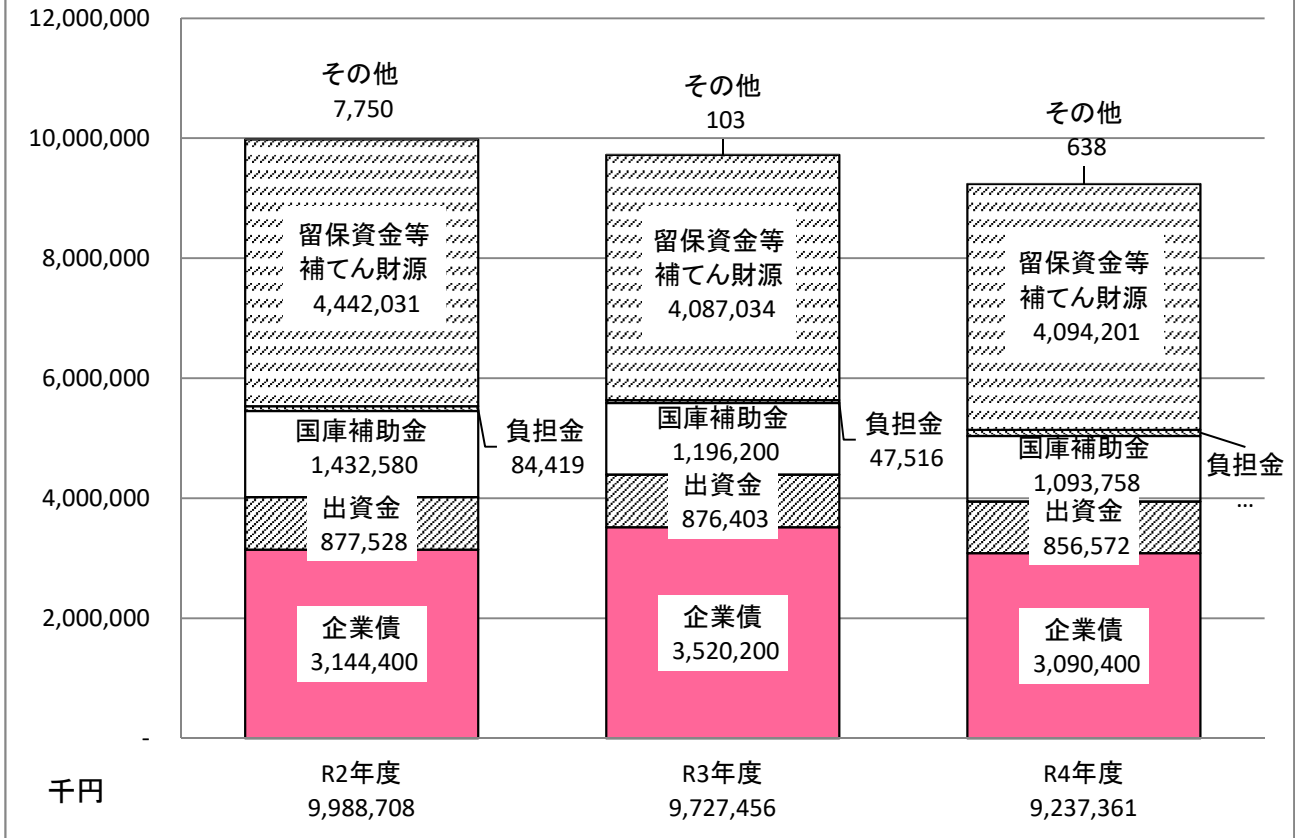 12,000,000
10,000,000
8,000,000
6,000,000
4,000,000
2,000,000
-
千円
その他
7,750
留保資金等
補てん財源
4,442,031
国庫補助金
1,432,580
負担金
84,419
出資金
877,528
企業債
3,144,400
R2年度
9,988,708
その他
103
留保資金等
補てん財源
4,087,034
国庫補助金
1,196,200
負担金
47,516
出資金
876,403
企業債
3,520,200
R3年度
9,727,456
その他
638
留保資金等
補てん財源
4,094,201
国庫補助金
1,093,758
負担金
...
出資金
856,572
企業債
3,090,400
R4年度
9,237,361